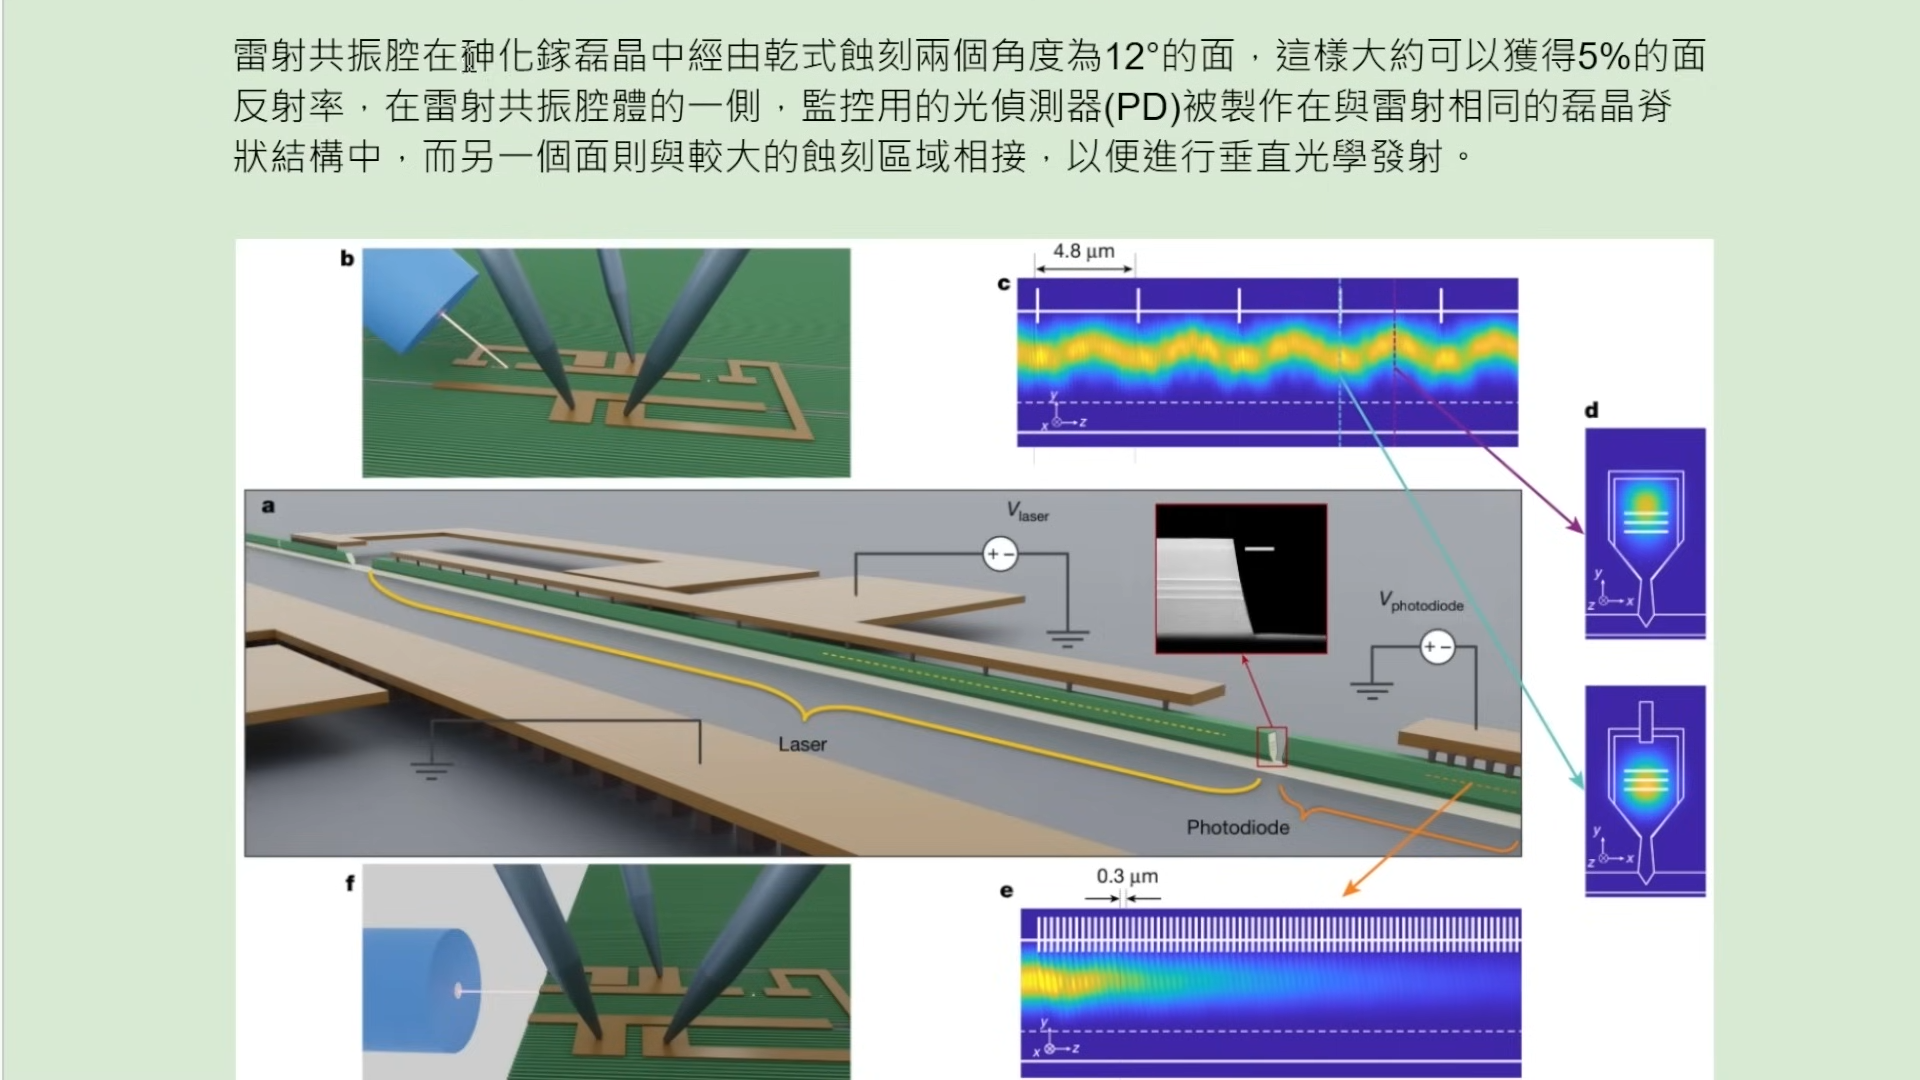 雷射共振腔在砷化鎵磊晶中經由乾式蝕刻兩個角度為12°的面，這樣大約可以獲得5%的面
反射率，在雷射共振腔體的一側，監控用的光偵測器(PD)被製作在與雷射相同的磊晶脊
狀結構中，而另一個面則與較大的蝕刻區域相接，以便進行垂直光學發射。
b
c
4.8 μm
y
x
z
d
y
z
x
a
Vlaser
Vphotodiode
Laser
Photodiode
y
z
x
f
e
0.3 μm
y
x
z